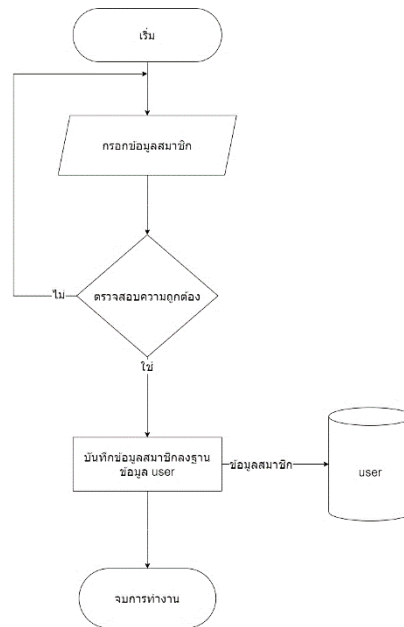 เริ่ม
กรอกข้อมูลสมาชิก
ตรวจสอบความถูกต้อง
ไม่
ใช่
บันทึกข้อมูลสมาชิกลงฐาน
ข้อมูล user
ข้อมูลสมาชิก
user
จบการทำงาน